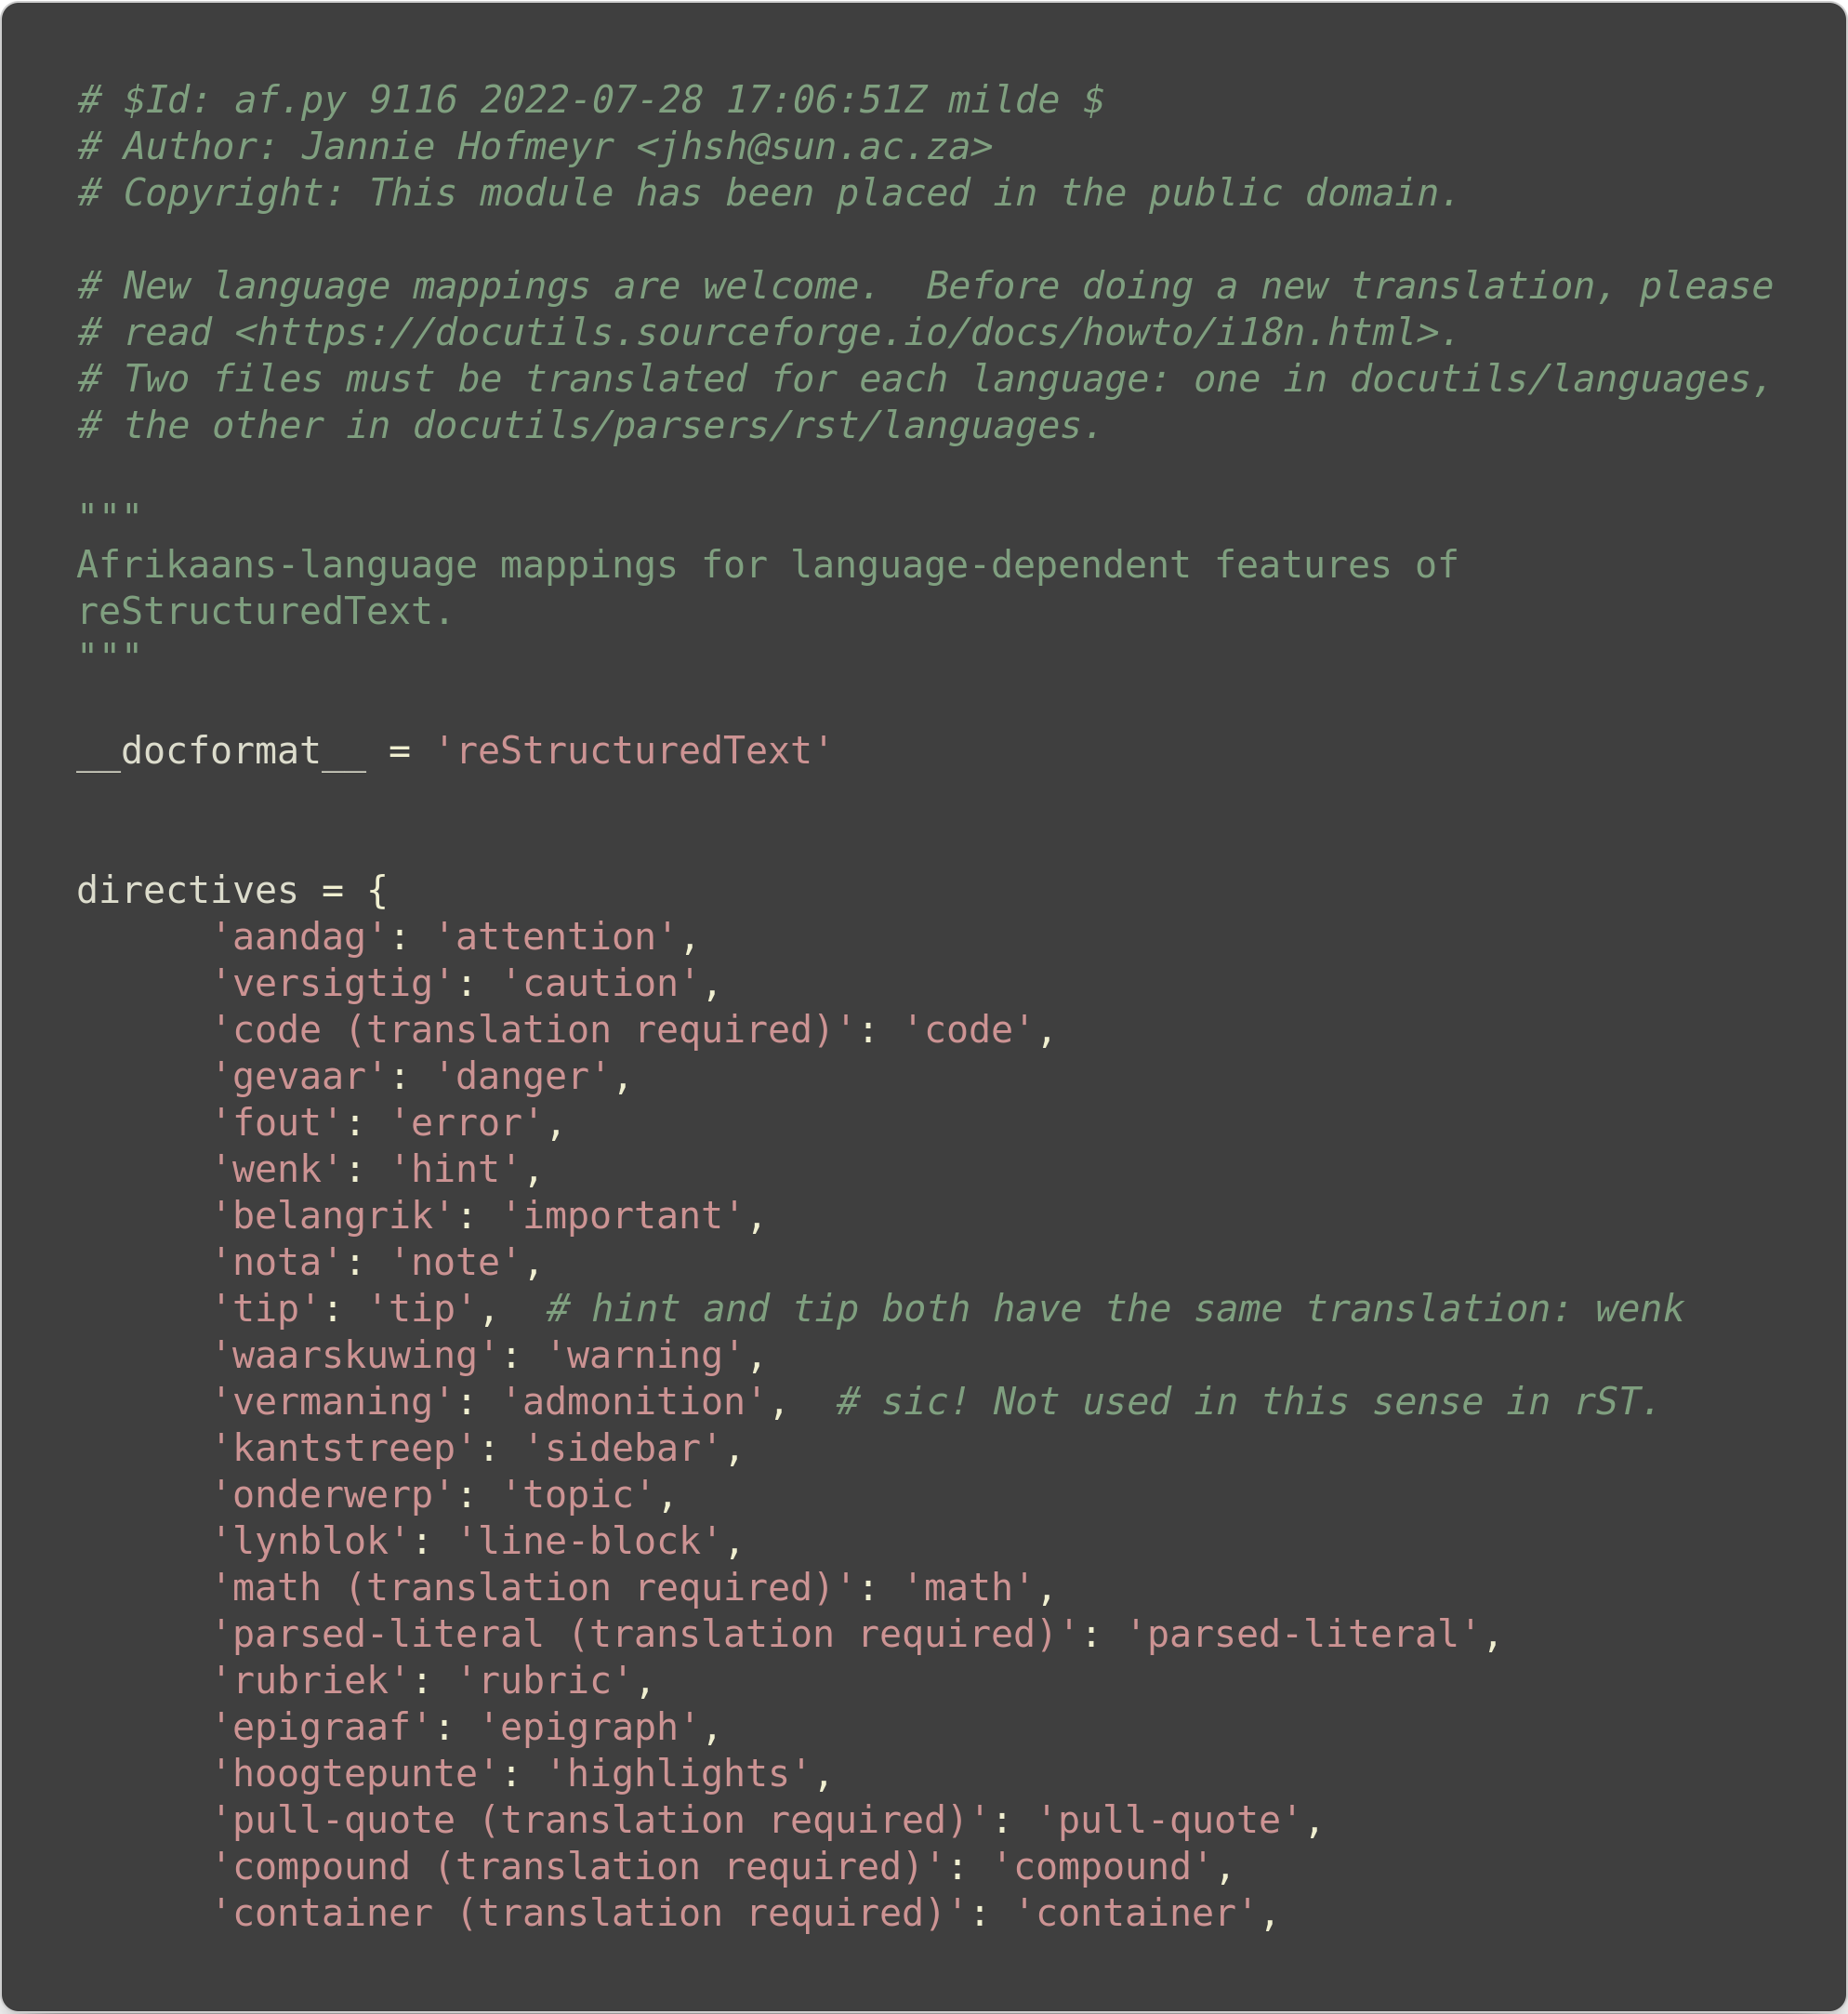 # $Id: af.py 9116 2022-07-28 17:06:51Z milde $
# Author: Jannie Hofmeyr <jhsh@sun.ac.za>
# Copyright: This module has been placed in the public domain.

# New language mappings are welcome.  Before doing a new translation, please
# read <https://docutils.sourceforge.io/docs/howto/i18n.html>.
# Two files must be translated for each language: one in docutils/languages,
# the other in docutils/parsers/rst/languages.

"""
Afrikaans-language mappings for language-dependent features of
reStructuredText.
"""

__docformat__ = 'reStructuredText'


directives = {
      'aandag': 'attention',
      'versigtig': 'caution',
      'code (translation required)': 'code',
      'gevaar': 'danger',
      'fout': 'error',
      'wenk': 'hint',
      'belangrik': 'important',
      'nota': 'note',
      'tip': 'tip',  # hint and tip both have the same translation: wenk
      'waarskuwing': 'warning',
      'vermaning': 'admonition',  # sic! Not used in this sense in rST.
      'kantstreep': 'sidebar',
      'onderwerp': 'topic',
      'lynblok': 'line-block',
      'math (translation required)': 'math',
      'parsed-literal (translation required)': 'parsed-literal',
      'rubriek': 'rubric',
      'epigraaf': 'epigraph',
      'hoogtepunte': 'highlights',
      'pull-quote (translation required)': 'pull-quote',
      'compound (translation required)': 'compound',
      'container (translation required)': 'container',